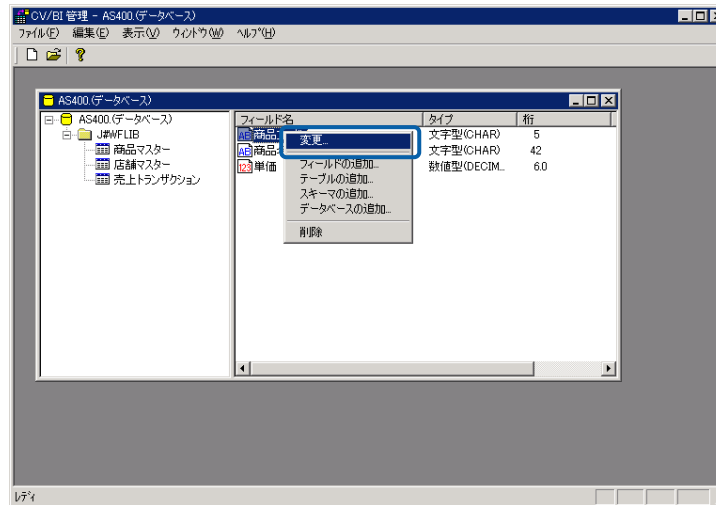 CV/BI 管理 - AS400.(データベース)
ファイル(F) 編集(E) 表示(V) ウィンドウ(W) ヘルプ(H)
AS400.(データベース)
AS400.(データベース)
J#WFLIB
商品マスター
店舗マスター
売上トランザクション
フィールド名 タイプ 桁
AB 商品 文字型(CHAR) 5
AB 商品 文字型(CHAR) 42
123 単価 数値型(DECIM... 6.0
変更...
フィールドの追加...
テーブルの追加...
スキーマの追加...
データベースの追加...
削除
レディ